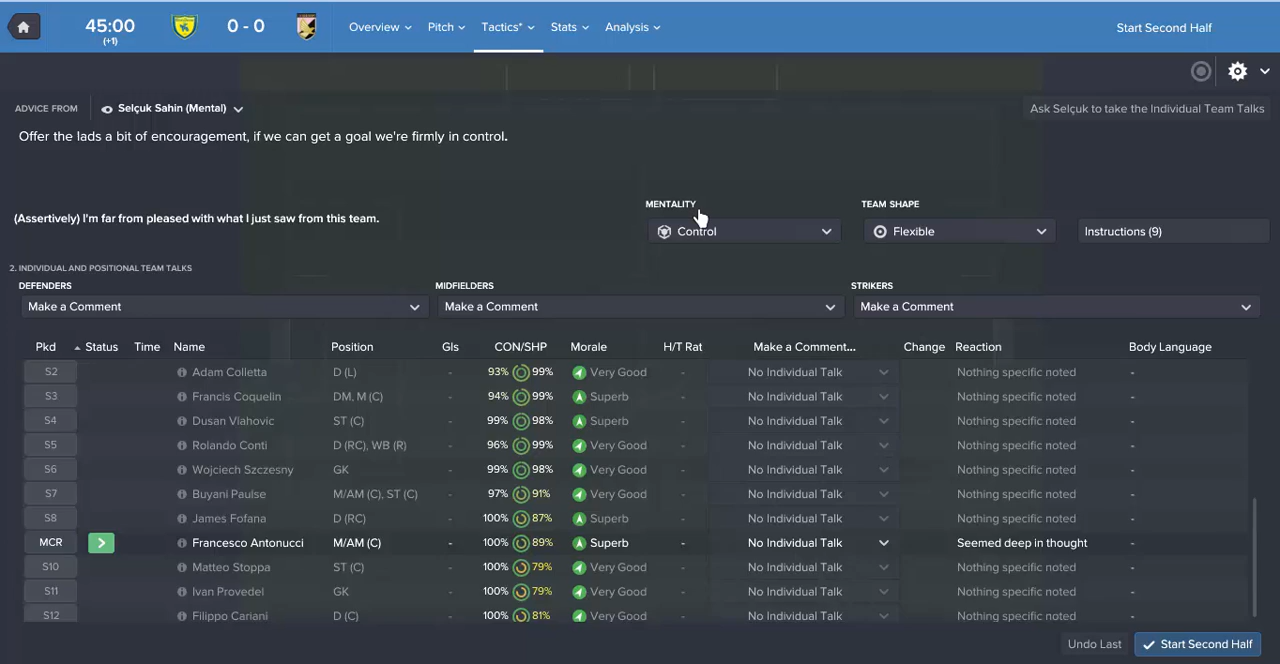 45:00 0 - 0 Overview Pitch Tactics* Stats Analysis Start Second Half
(+1)
ADVICE FROM Selçuk Sahin (Mental) Ask Selçuk to take the Individual Team Talks
Offer the lads a bit of encouragement, if we can get a goal we're firmly in control.
MENTALITY TEAM SHAPE
(Assertively) I'm far from pleased with what I just saw from this team.
Control Flexible Instructions (9)
2. INDIVIDUAL AND POSITIONAL TEAM TALKS
DEFENDERS MIDFIELDERS STRIKERS
Make a Comment Make a Comment Make a Comment
Pkd Status Time Name Position Gls CON/SHP Morale H/T Rat Make a Comment... Change Reaction Body Language
S2 Adam Colletta D (L) - 93% 99% Very Good - No Individual Talk Nothing specific noted -
S3 Francis Coquelin DM, M (C) - 94% 99% Superb - No Individual Talk Nothing specific noted -
S4 Dusan Vlahovic ST (C) - 99% 98% Superb - No Individual Talk Nothing specific noted -
S5 Rolando Conti D (RC), WB (R) - 96% 99% Very Good - No Individual Talk Nothing specific noted -
S6 Wojciech Szczesny GK - 99% 98% Very Good - No Individual Talk Nothing specific noted -
S7 Buyani Paulse M/AM (C), ST (C) - 97% 91% Very Good - No Individual Talk Nothing specific noted -
S8 James Fofana D (RC) - 100% 87% Superb - No Individual Talk Nothing specific noted -
MCR Francesco Antonucci M/AM (C) - 100% 89% Superb - No Individual Talk Seemed deep in thought -
S10 Matteo Stoppa ST (C) - 100% 79% Very Good - No Individual Talk Nothing specific noted -
S11 Ivan Provedel GK - 100% 79% Very Good - No Individual Talk Nothing specific noted -
S12 Filippo Cariani D (C) - 100% 81% Very Good - No Individual Talk Nothing specific noted -
Undo Last Start Second Half